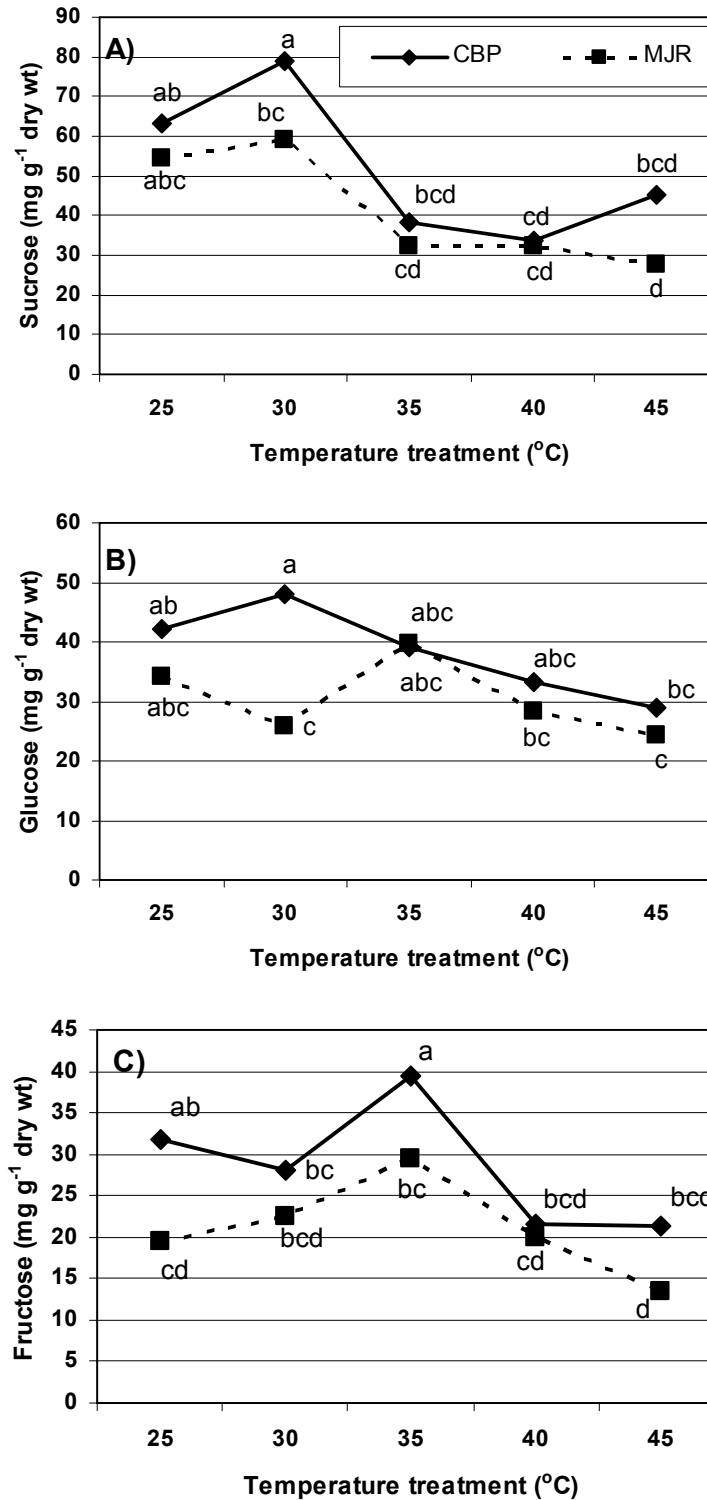 A)
CBP MJR
Sucrose (mg g-1 dry wt)
90
80
70
60
50
40
30
20
10
0
ab
a
bcd
cd
bcd
abc
bc
cd
cd
d
25 30 35 40 45
Temperature treatment (oC)
B)
Glucose (mg g-1 dry wt)
60
50
40
30
20
10
0
ab
a
abc
abc
bc
abc
c
abc
bc
c
25 30 35 40 45
Temperature treatment (oC)
C)
Fructose (mg g-1 dry wt)
45
40
35
30
25
20
15
10
5
0
ab
bc
a
bcd
bcd
cd
bcd
bc
cd
d
25 30 35 40 45
Temperature treatment (oC)